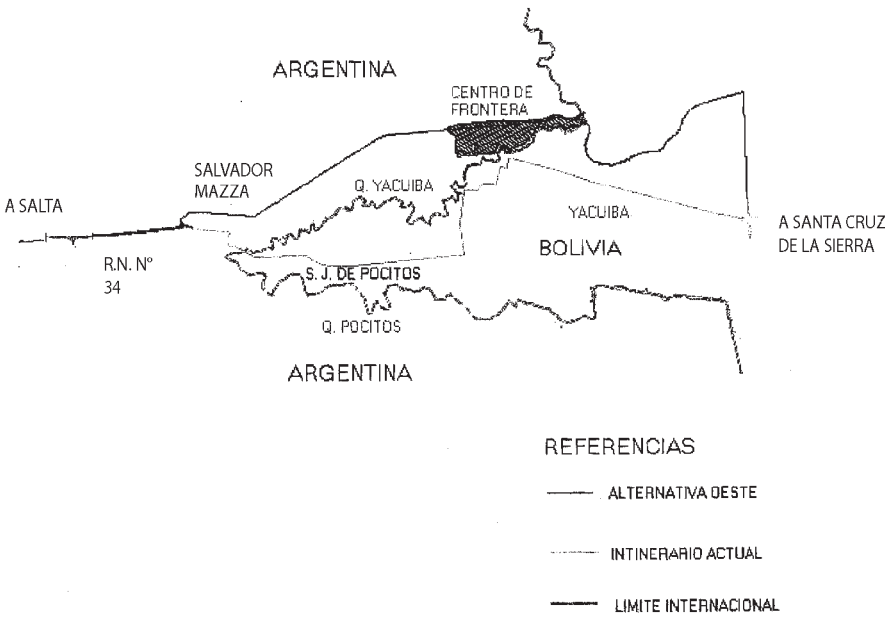 ARGENTINA
CENTRO DE
FRONTERA
SALVADOR
MAZZA
Q. YACUIBA
A SALTA
YACUIBA
A SANTA CRUZ
DE LA SIERRA
BOLIVIA
R.N. N°
34
S. J. DE POCITOS
Q. POCITOS
ARGENTINA
REFERENCIAS
ALTERNATIVA OESTE
INTINERARIO ACTUAL
LIMITE INTERNACIONAL